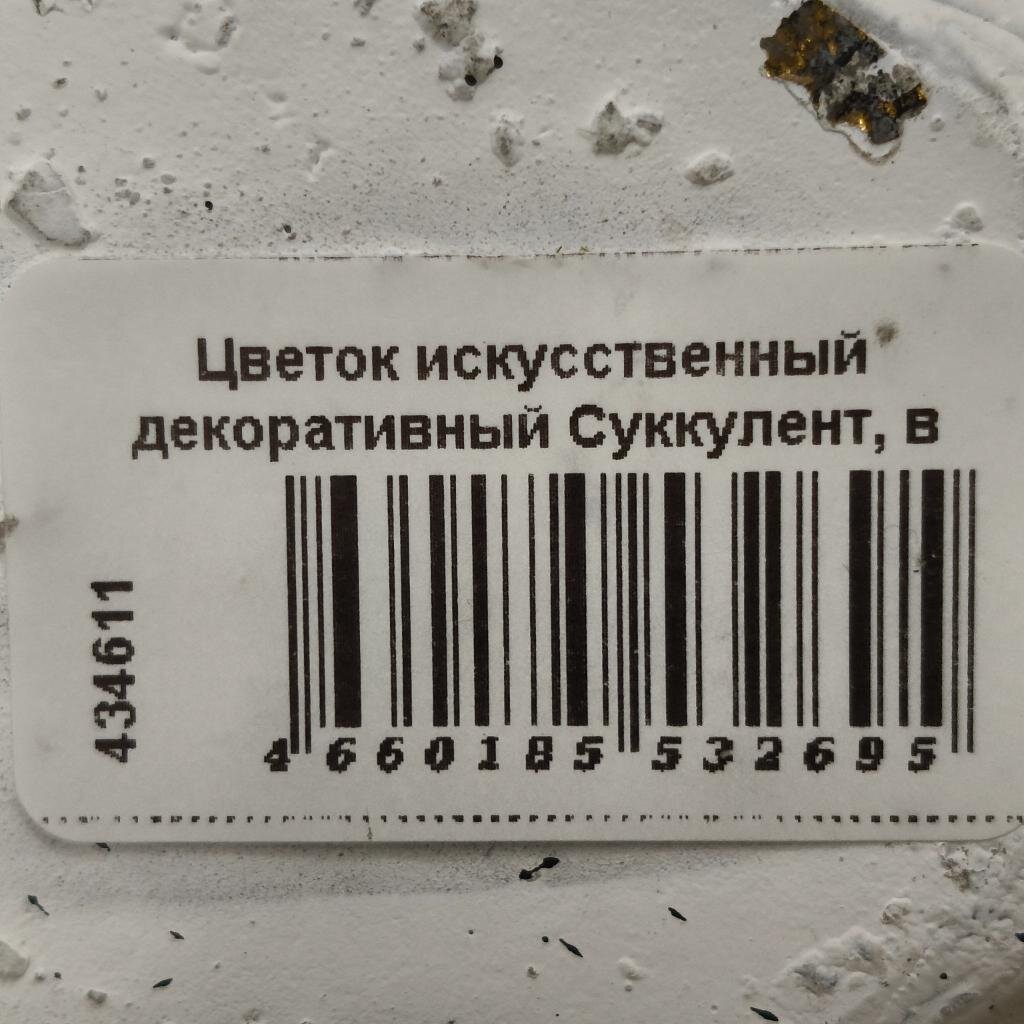 Цветок искусственный
декоративный Суккулент, в
434611
4660185532695